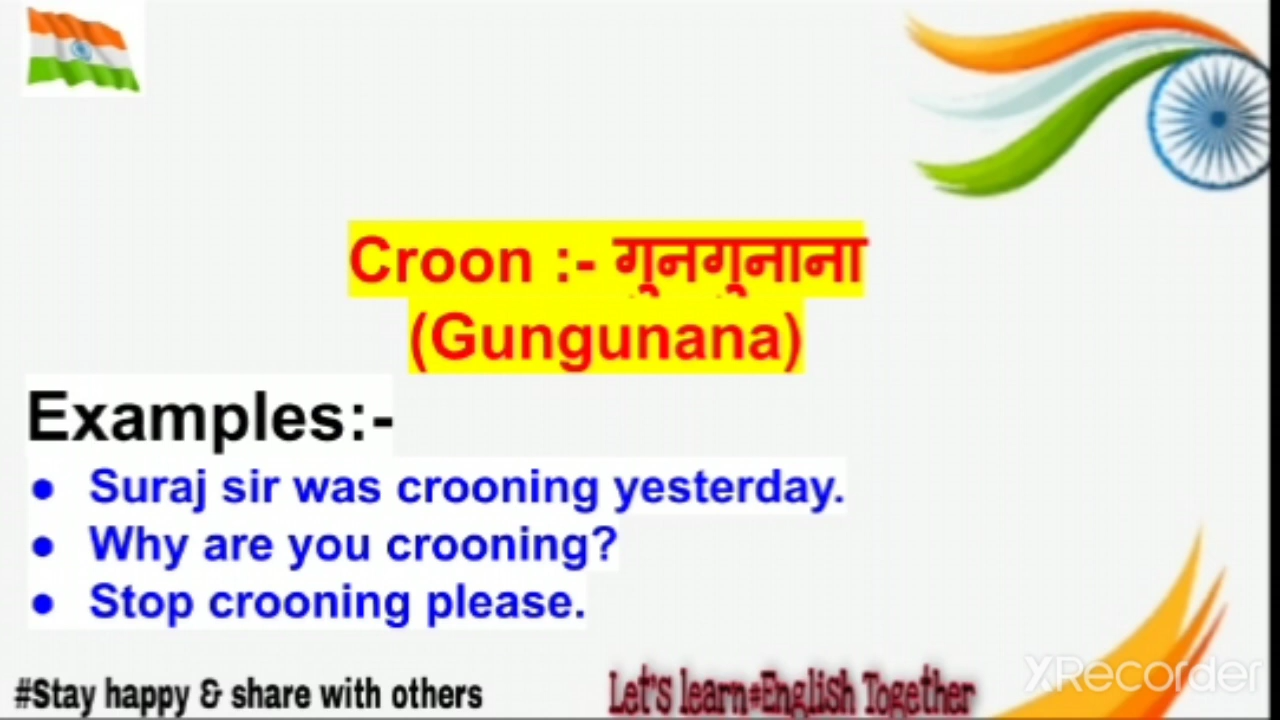 Croon :- गुनगुनाना
(Gungunana)
Examples:-
● Suraj sir was crooning yesterday.
● Why are you crooning?
● Stop crooning please.
#Stay happy & share with others
Let's learn#English Together
XRecorder